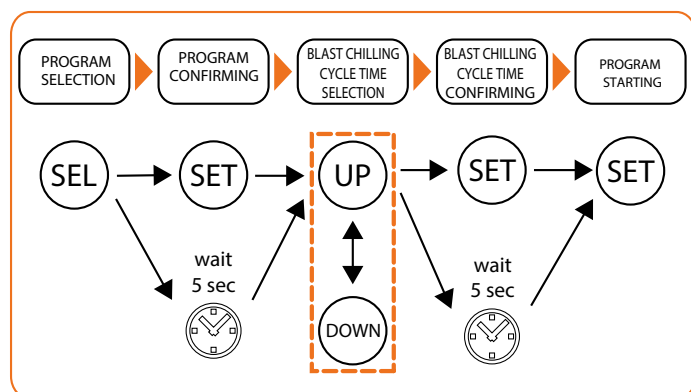 PROGRAM
SELECTION
PROGRAM
CONFIRMING
BLAST CHILLING
CYCLE TIME
SELECTION
BLAST CHILLING
CYCLE TIME
CONFIRMING
PROGRAM
STARTING
SEL
SET
UP
SET
SET
wait
5 sec
wait
5 sec
DOWN